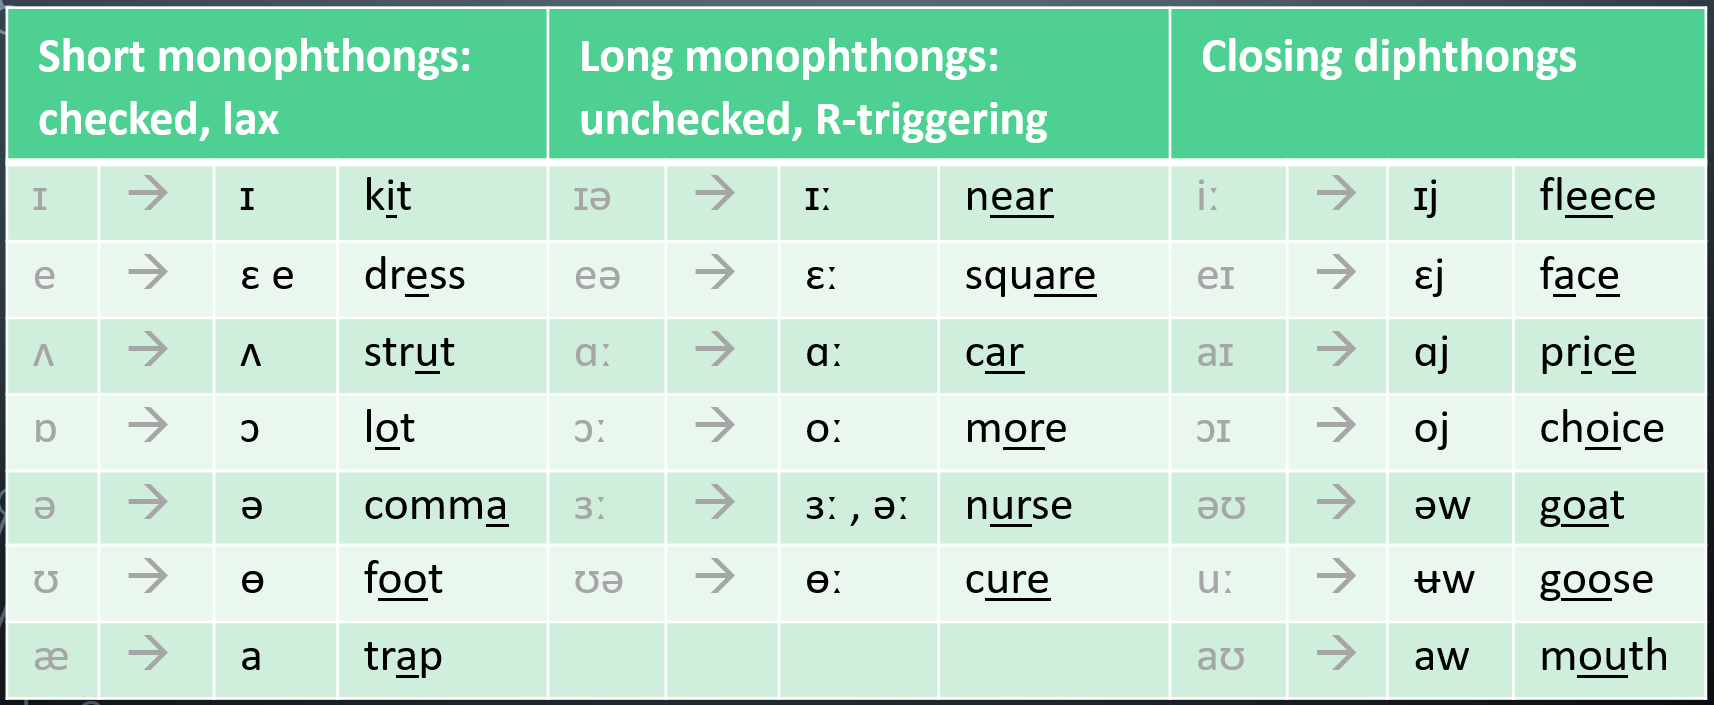 Short monophthongs: checked, lax	Long monophthongs: unchecked, R-triggering	Closing diphthongs
ɪ → ɪ kit	ɪə → ɪː near	iː → ɪj fleece
e → ɛ e dress	eə → ɛː square	eɪ → ɛj face
ʌ → ʌ strut	ɑː → ɑː car	aɪ → ɑj price
ɒ → ɔ lot	ɔː → oː more	ɔɪ → oj choice
ə → ə comma	ɜː → ɜː , əː nurse	əʊ → əw goat
ʊ → ɵ foot	ʊə → ɵː cure	uː → ʉw goose
æ → a trap	aʊ → aw mouth